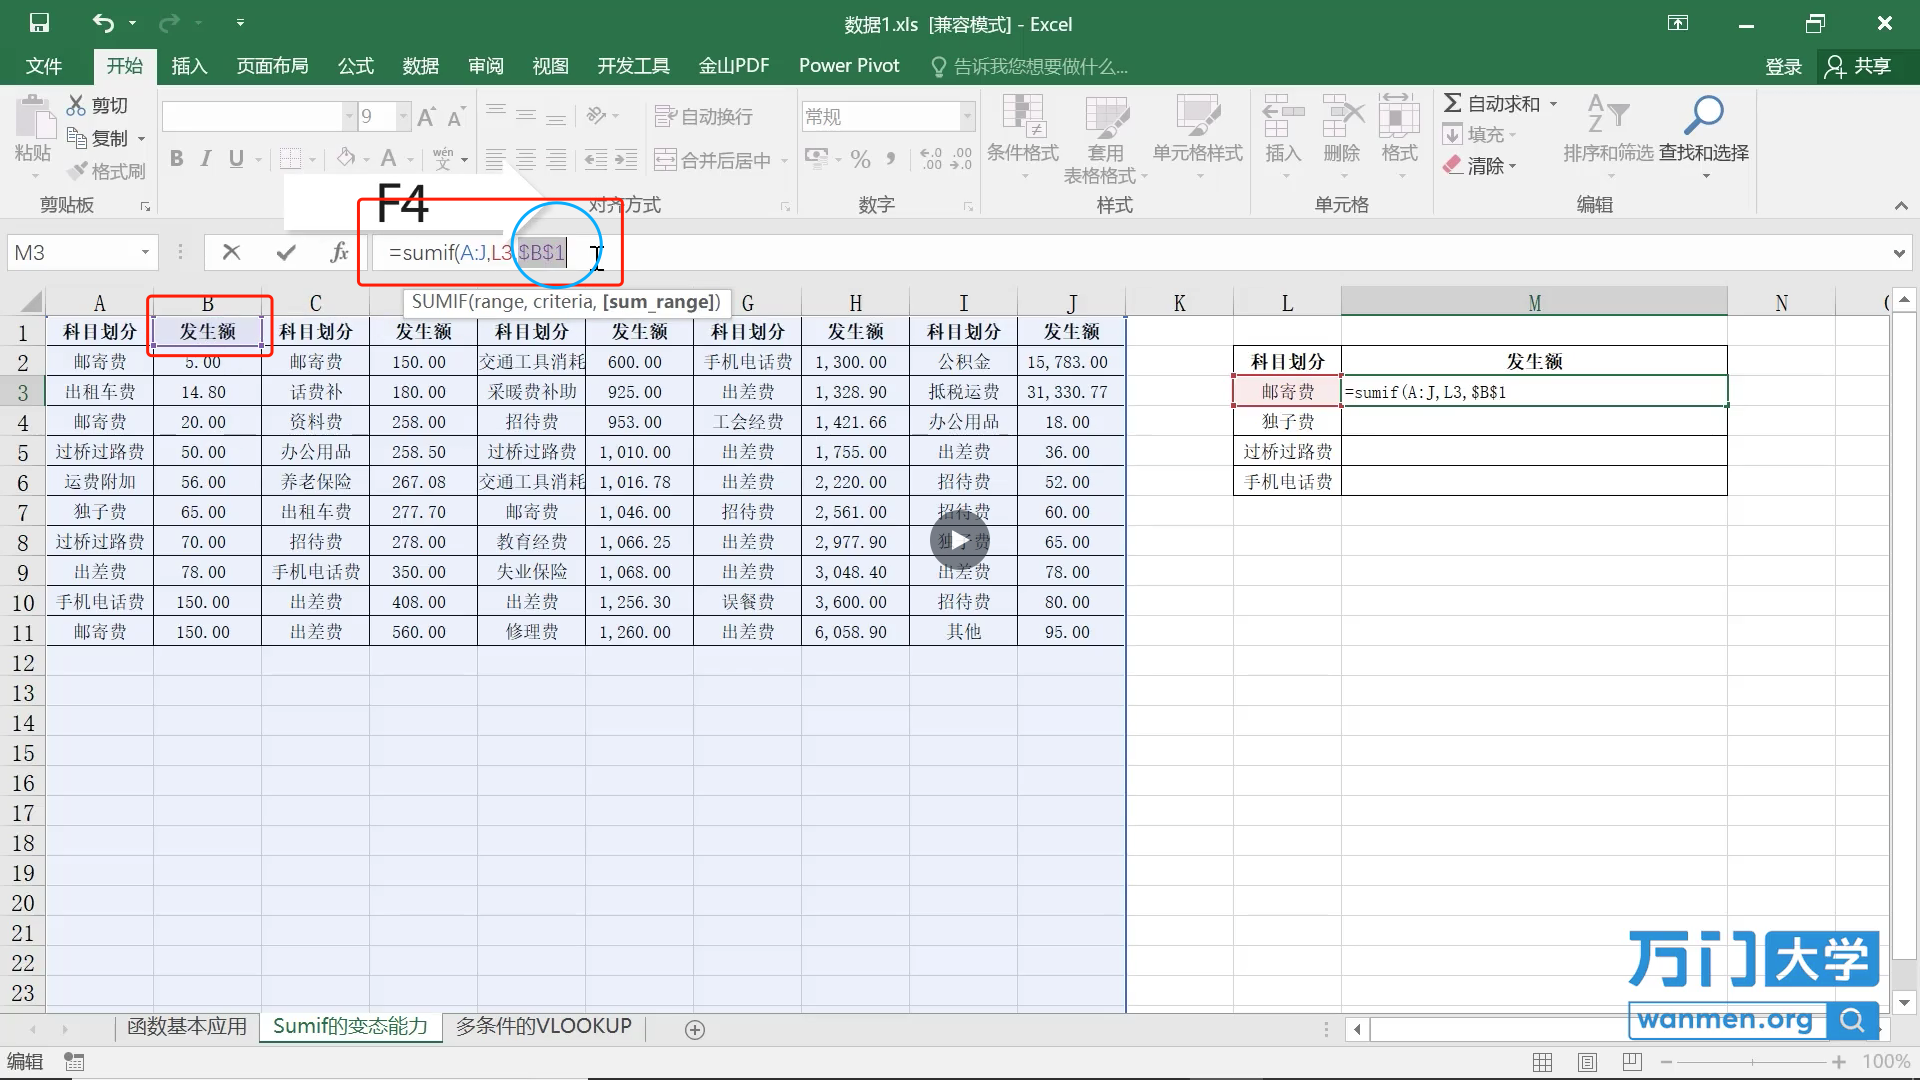 数据1.xls [兼容模式] - Excel
文件 开始 插入 页面布局 公式 数据 审阅 视图 开发工具 金山PDF Power Pivot 告诉我您想要做什么... 登录 共享
剪切 9 自动换行 常规 自动求和
复制 填充
粘贴 格式刷 B I U A wén 文 合并后居中 % 条件格式 套用 单元格样式 插入 删除 格式 清除 排序和筛选 查找和选择
表格格式
剪贴板 F4 对齐方式 数字 样式 单元格 编辑
M3 fx =sumif(A:J,L3,$B$1
SUMIF(range, criteria, [sum_range])
A B C G H I J K L M N
1 科目划分 发生额 科目划分 发生额 科目划分 发生额 科目划分 发生额 科目划分 发生额
2 邮寄费 5.00 邮寄费 150.00 交通工具消耗 600.00 手机电话费 1,300.00 公积金 15,783.00 科目划分 发生额
3 出租车费 14.80 话费补 180.00 采暖费补助 925.00 出差费 1,328.90 抵税运费 31,330.77 邮寄费 =sumif(A:J,L3,$B$1
4 邮寄费 20.00 资料费 258.00 招待费 953.00 工会经费 1,421.66 办公用品 18.00 独子费
5 过桥过路费 50.00 办公用品 258.50 过桥过路费 1,010.00 出差费 1,755.00 出差费 36.00 过桥过路费
6 运费附加 56.00 养老保险 267.08 交通工具消耗 1,016.78 出差费 2,220.00 招待费 52.00 手机电话费
7 独子费 65.00 出租车费 277.70 邮寄费 1,046.00 招待费 2,561.00 招待费 60.00
8 过桥过路费 70.00 招待费 278.00 教育经费 1,066.25 出差费 2,977.90 独子费 65.00
9 出差费 78.00 手机电话费 350.00 失业保险 1,068.00 出差费 3,048.40 出差费 78.00
10 手机电话费 150.00 出差费 408.00 出差费 1,256.30 误餐费 3,600.00 招待费 80.00
11 邮寄费 150.00 出差费 560.00 修理费 1,260.00 出差费 6,058.90 其他 95.00
12
13
14
15
16
17
18
19
20
21
22
23
万门大学
wanmen.org
函数基本应用 Sumif的变态能力 多条件的VLOOKUP
编辑 100%